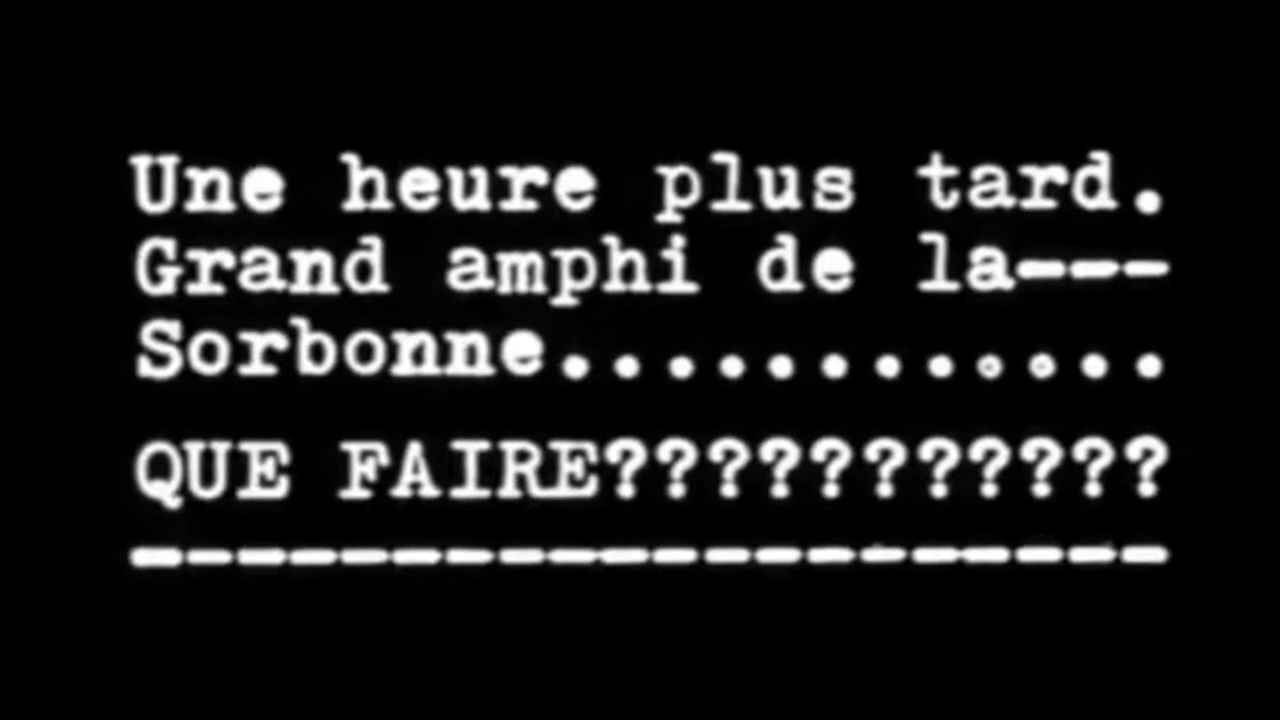 Une heure plus tard.
Grand amphi de la---
Sorbonne............
QUE FAIRE???????????
--------------------